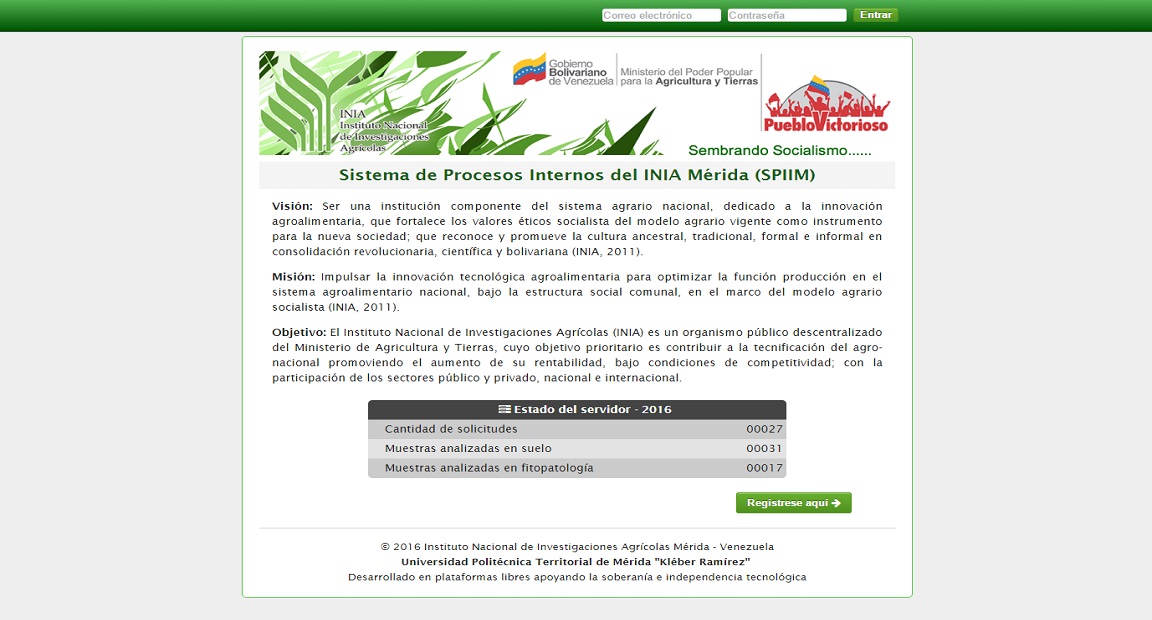 Correo electrónico Contraseña Entrar
Gobierno
Bolivariano
de Venezuela
Ministerio del Poder Popular
para la Agricultura y Tierras
INIA
Instituto Nacional
de Investigaciones
Agrícolas
PuebloVictorioso
Sembrando Socialismo......
Sistema de Procesos Internos del INIA Mérida (SPIIM)
Visión: Ser una institución componente del sistema agrario nacional, dedicado a la innovación
agroalimentaria, que fortalece los valores éticos socialista del modelo agrario vigente como instrumento
para la nueva sociedad; que reconoce y promueve la cultura ancestral, tradicional, formal e informal en
consolidación revolucionaria, científica y bolivariana (INIA, 2011).
Misión: Impulsar la innovación tecnológica agroalimentaria para optimizar la función producción en el
sistema agroalimentario nacional, bajo la estructura social comunal, en el marco del modelo agrario
socialista (INIA, 2011).
Objetivo: El Instituto Nacional de Investigaciones Agrícolas (INIA) es un organismo público descentralizado
del Ministerio de Agricultura y Tierras, cuyo objetivo prioritario es contribuir a la tecnificación del agro-
nacional promoviendo el aumento de su rentabilidad, bajo condiciones de competitividad; con la
participación de los sectores público y privado, nacional e internacional.
Estado del servidor - 2016
Cantidad de solicitudes 00027
Muestras analizadas en suelo 00031
Muestras analizadas en fitopatología 00017
Regístrese aquí
© 2016 Instituto Nacional de Investigaciones Agrícolas Mérida - Venezuela
Universidad Politécnica Territorial de Mérida "Kléber Ramírez"
Desarrollado en plataformas libres apoyando la soberanía e independencia tecnológica